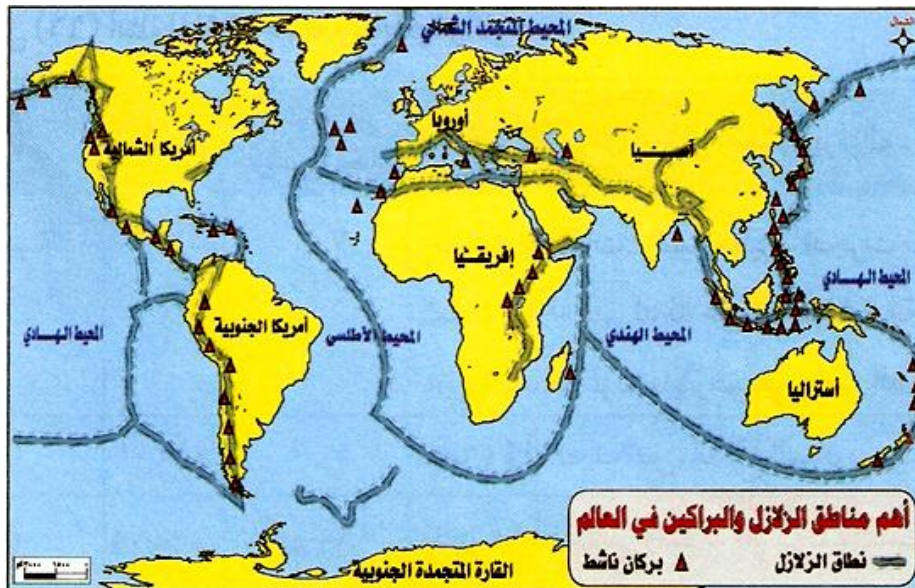 المحيط المتجمد الشمالي
الشمال
أوروبا
آسيا
أمريكا الشمالية
إفريقيا
المحيط الهادي
أمريكا الجنوبية
المحيط الأطلسي
المحيط الهندي
المحيط الهادي
أستراليا
أهم مناطق الزلازل والبراكين في العالم
نطاق الزلازل
بركان ناشط
القارة المتجمدة الجنوبية